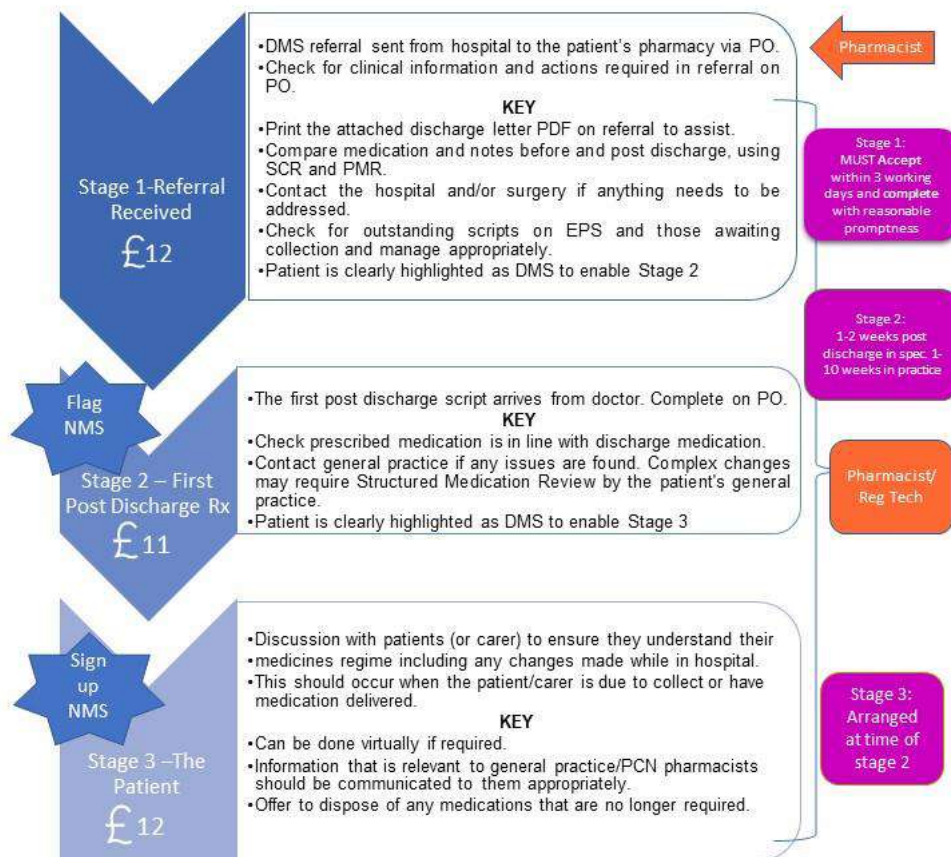 Stage 1-Referral
Received
£12
•DMS referral sent from hospital to the patient's pharmacy via PO.
•Check for clinical information and actions required in referral on
PO.
KEY
•Print the attached discharge letter PDF on referral to assist.
•Compare medication and notes before and post discharge, using
SCR and PMR.
•Contact the hospital and/or surgery if anything needs to be
addressed.
•Check for outstanding scripts on EPS and those awaiting
collection and manage appropriately.
•Patient is clearly highlighted as DMS to enable Stage 2
Pharmacist
Stage 1:
MUST Accept
within 3 working
days and complete
with reasonable
promptness
Stage 2:
1-2 weeks post
discharge in spec. 1-
10 weeks in practice
Flag
NMS
Stage 2 – First
Post Discharge Rx
£11
•The first post discharge script arrives from doctor. Complete on PO.
KEY
•Check prescribed medication is in line with discharge medication.
•Contact general practice if any issues are found. Complex changes
may require Structured Medication Review by the patient's general
practice.
•Patient is clearly highlighted as DMS to enable Stage 3
Pharmacist/
Reg Tech
Sign
up
NMS
Stage 3 –The
Patient
£12
•Discussion with patients (or carer) to ensure they understand their
•medicines regime including any changes made while in hospital.
•This should occur when the patient/carer is due to collect or have
medication delivered.
KEY
•Can be done virtually if required.
•Information that is relevant to general practice/PCN pharmacists
should be communicated to them appropriately.
•Offer to dispose of any medications that are no longer required.
Stage 3:
Arranged
at time of
stage 2